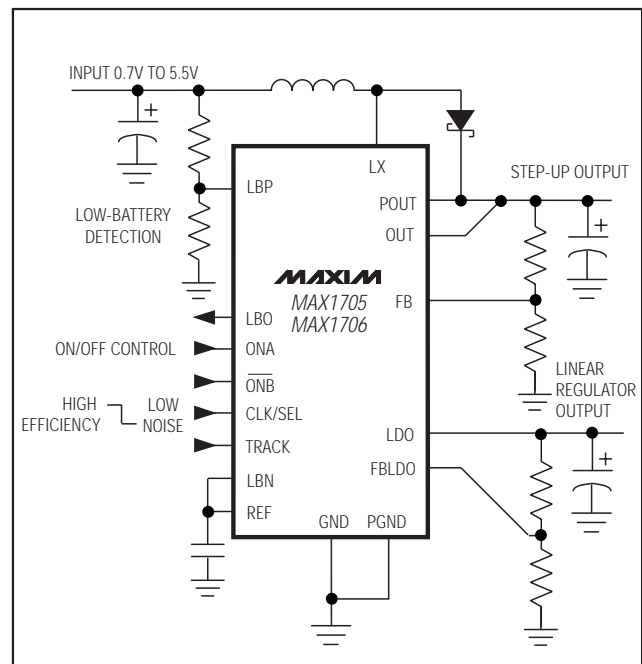 INPUT 0.7V TO 5.5V
LX
LBP
POUT
STEP-UP OUTPUT
OUT
LOW-BATTERY
DETECTION
MAXIM
MAX1705
MAX1706
FB
LBO
ON/OFF CONTROL
ONA
ONB
LINEAR
REGULATOR
OUTPUT
HIGH
EFFICIENCY
LOW
NOISE
CLK/SEL
LDO
TRACK
FBLDO
LBN
REF
GND
PGND